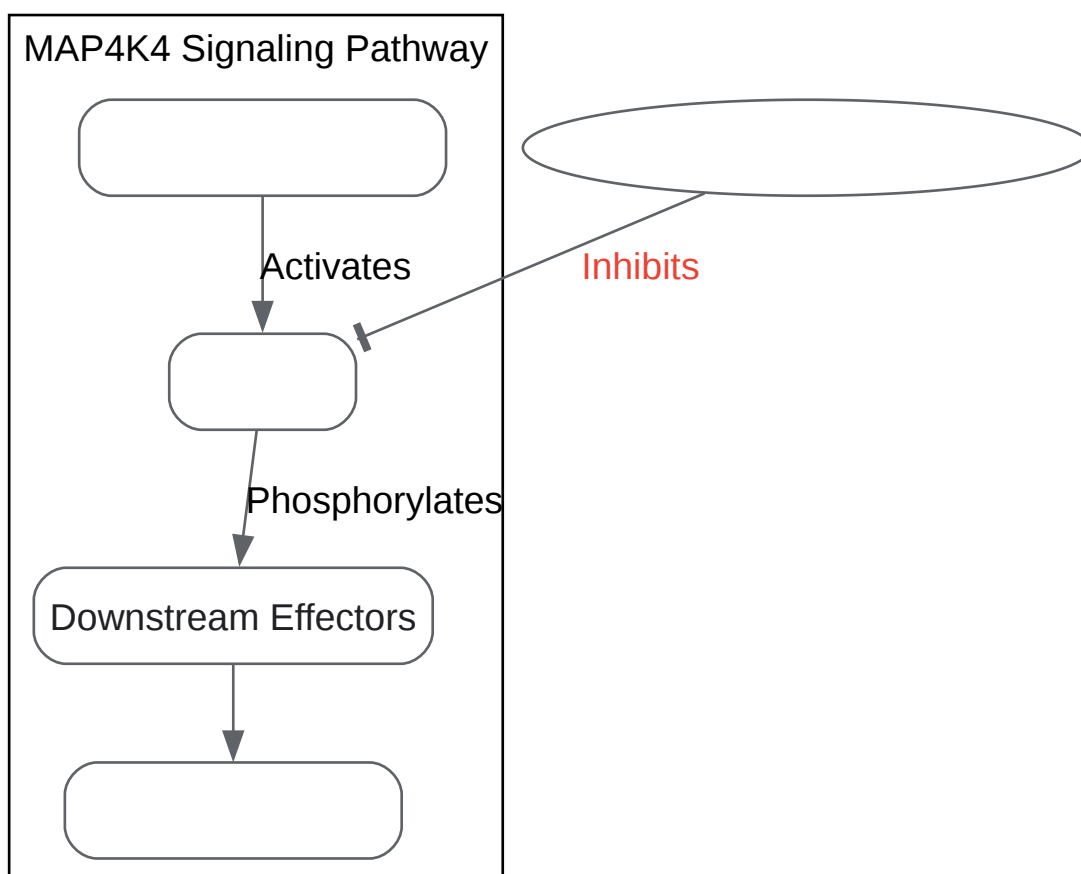 MAP4K4 Signaling Pathway
Activates
Inhibits
Phosphorylates
Downstream Effectors